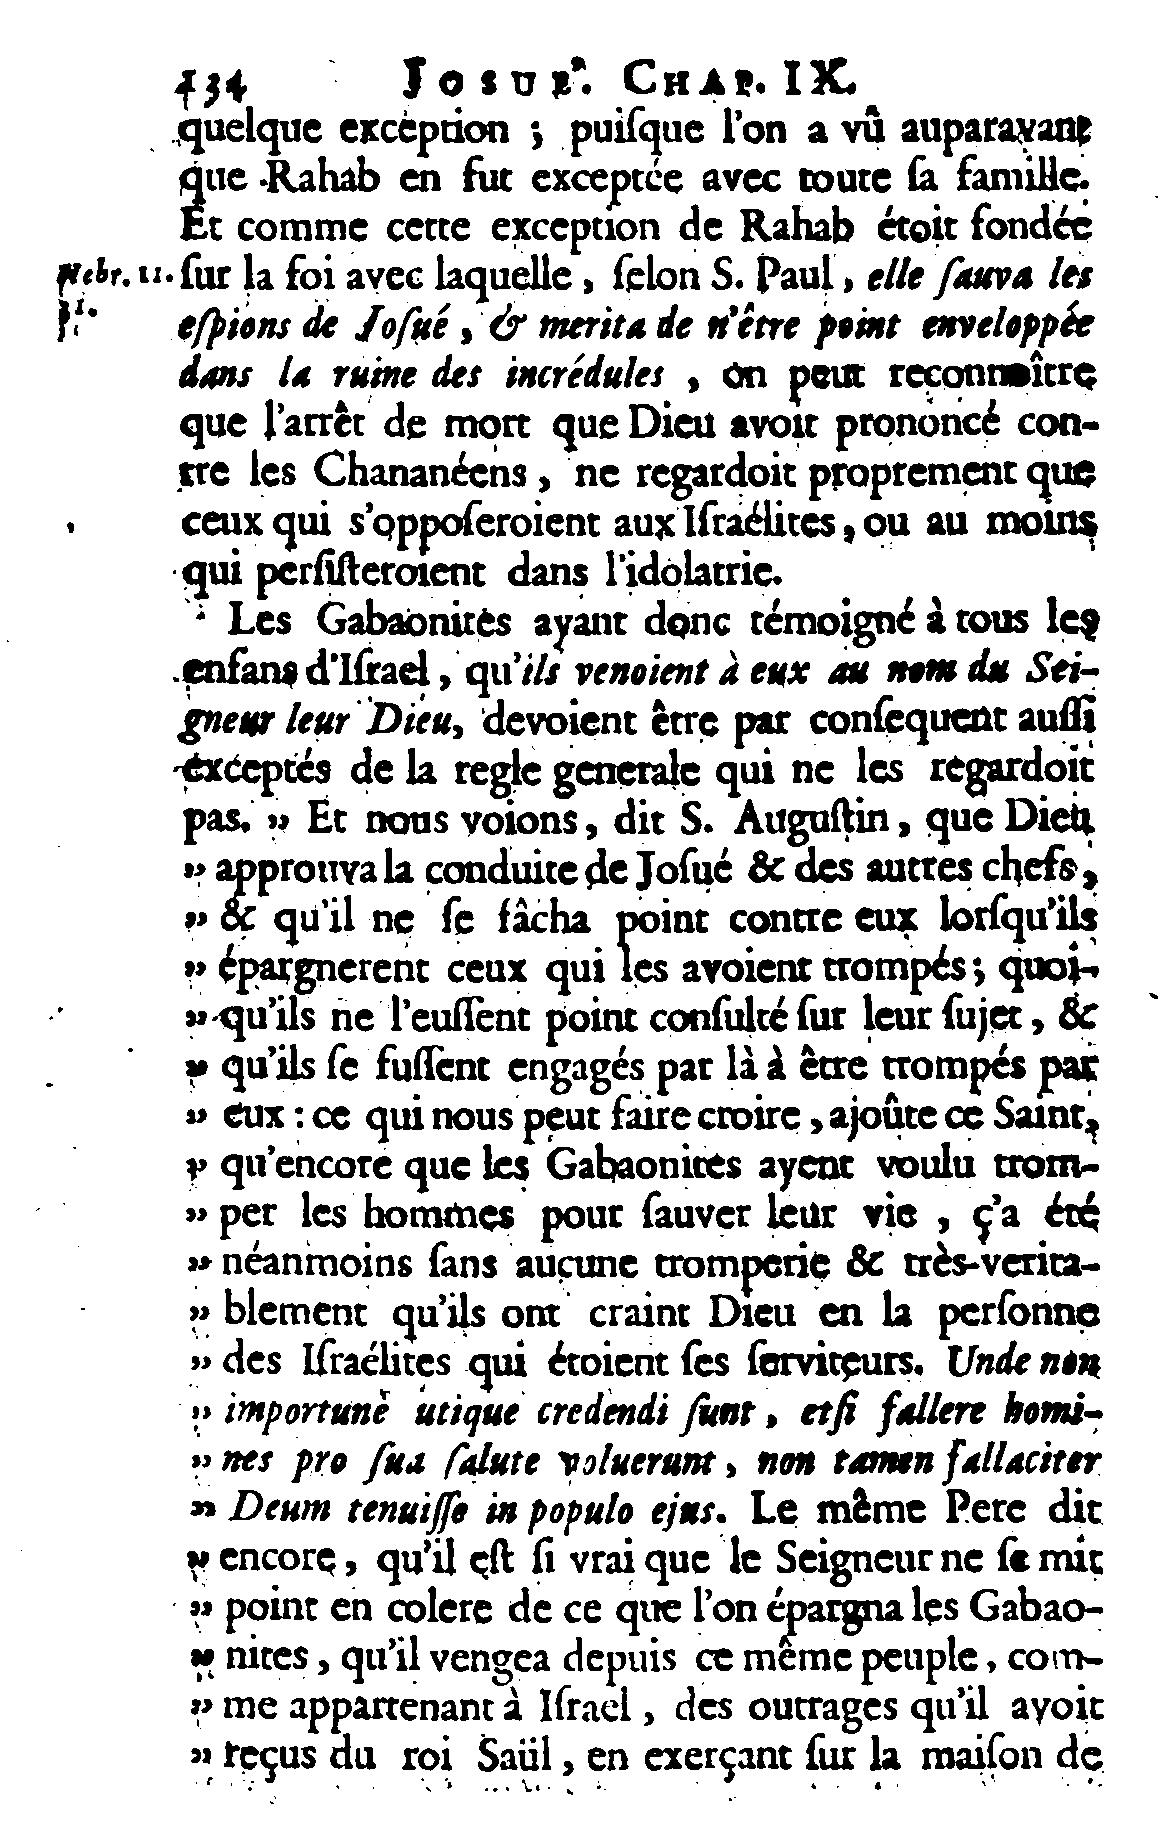 134 JOSUE. CHAP. IX.
quelque exception ; puiſque l'on a vû auparavant
que Rahab en fut exceptée avec toute ſa famille.
Et comme cette exception de Rahab étoit fondée
Hebr. 11. ſur la foi avec laquelle, ſelon S. Paul, elle ſauva les
31. eſpions de Joſué, & merita de n'être point enveloppée
dans la ruine des incrédules, on peut reconnoître
que l'arrêt de mort que Dieu avoit prononcé con-
tre les Chananéens, ne regardoit proprement que
ceux qui s'oppoſeroient aux Iſraélites, ou au moins
qui perſiſteroient dans l'idolatrie.
Les Gabaonites ayant donc témoigné à tous les
enfans d'Iſrael, qu'ils venoient à eux au nom du Sei-
gneur leur Dieu, devoient être par conſequent auſſi
exceptés de la regle generale qui ne les regardoit
pas. ,, Et nous voions, dit S. Auguſtin, que Dieu
,, approuva la conduite de Joſué & des autres chefs,
,, & qu'il ne ſe fâcha point contre eux lorſqu'ils
,, épargnerent ceux qui les avoient trompés; quoi-
,, qu'ils ne l'euſſent point conſulté ſur leur ſujet, &
,, qu'ils ſe fuſſent engagés par là à être trompés par
,, eux : ce qui nous peut faire croire, ajoûte ce Saint,
,, qu'encore que les Gabaonites ayent voulu trom-
,, per les hommes pour ſauver leur vie, ç'a été
,, néanmoins ſans aucune tromperie & très-verita-
,, blement qu'ils ont craint Dieu en la perſonne
,, des Iſraélites qui étoient ſes ſerviteurs. Unde non
,, importunè utique credendi ſunt, etſi fallere homi-
,, nes pro ſua ſalute voluerunt, non tamen fallaciter
,, Deum tenuiſſe in populo ejus. Le même Pere dit
,, encore, qu'il eſt ſi vrai que le Seigneur ne ſe mit
,, point en colere de ce que l'on épargna les Gabao-
,, nites, qu'il vengea depuis ce même peuple, com-
,, me appartenant à Iſrael, des outrages qu'il avoit
,, reçus du roi Saül, en exerçant ſur la maiſon de